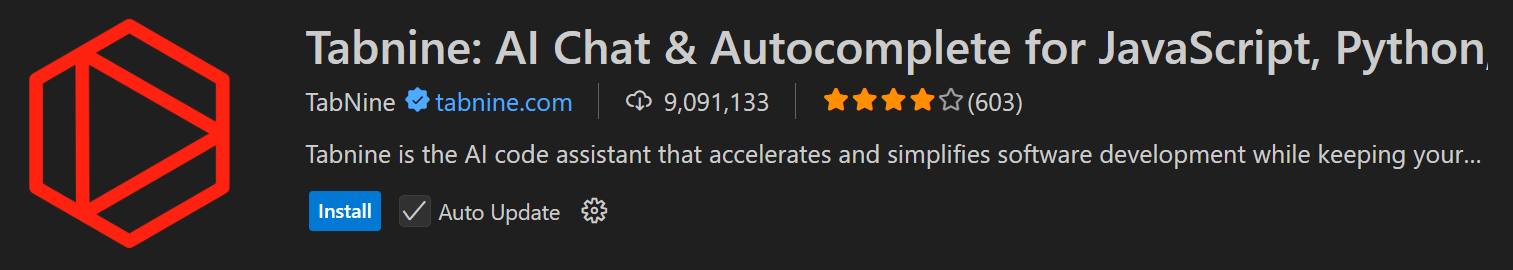 Tabnine: AI Chat & Autocomplete for JavaScript, Python,
TabNine tabnine.com 9,091,133 (603)
Tabnine is the AI code assistant that accelerates and simplifies software development while keeping your...
Install Auto Update